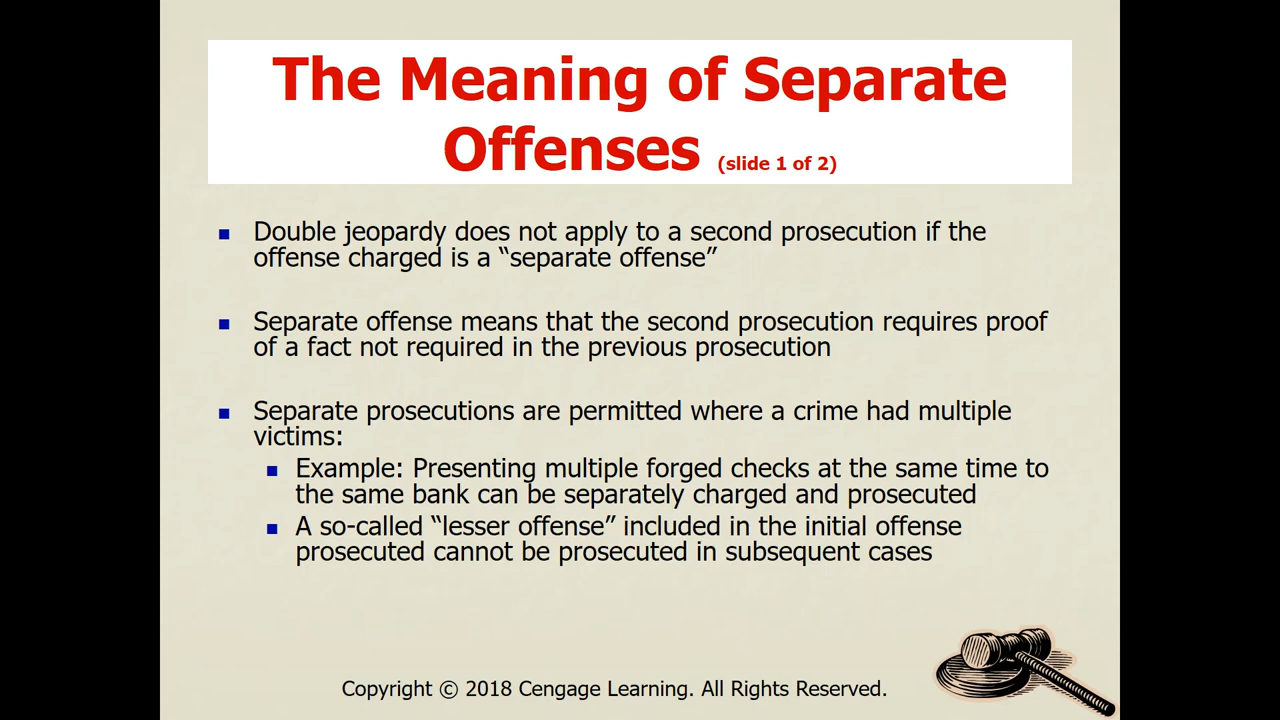 The Meaning of Separate
Offenses (slide 1 of 2)
Double jeopardy does not apply to a second prosecution if the
offense charged is a “separate offense”
Separate offense means that the second prosecution requires proof
of a fact not required in the previous prosecution
Separate prosecutions are permitted where a crime had multiple
victims:
Example: Presenting multiple forged checks at the same time to
the same bank can be separately charged and prosecuted
A so-called “lesser offense” included in the initial offense
prosecuted cannot be prosecuted in subsequent cases
Copyright © 2018 Cengage Learning. All Rights Reserved.